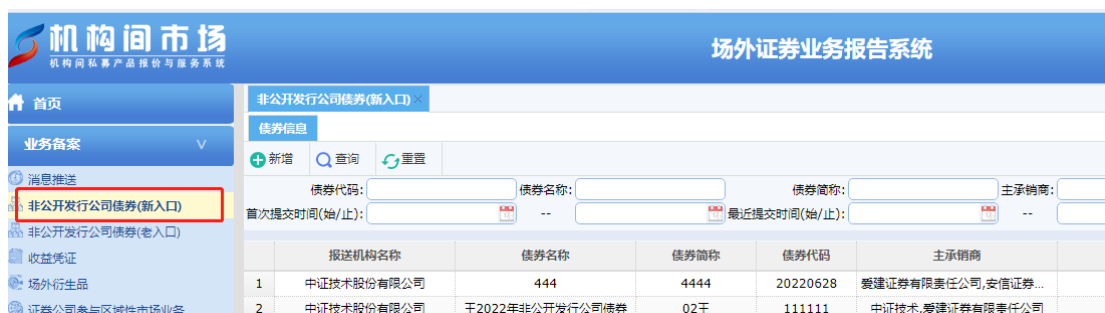 机构间市场
机构间私募产品报价与服务系统
场外证券业务报告系统
首页
非公开发行公司债券(新入口)×
债券信息
业务备案 ∨
新增 查询 重置
消息推送
债券代码: 债券名称: 债券简称: 主承销商:
非公开发行公司债券(新入口)
首次提交时间(始/止): -- 最近提交时间(始/止): --
非公开发行公司债券(老入口)
收益凭证
报送机构名称 债券名称 债券简称 债券代码 主承销商
场外衍生品
1 中证技术股份有限公司 444 4444 20220628 爱建证券有限责任公司,安信证券...
证券公司参与区域性市场业务
2 中证技术股份有限公司 王2022年非公开发行公司债券 02王 111111 中证技术,爱建证券有限责任公司